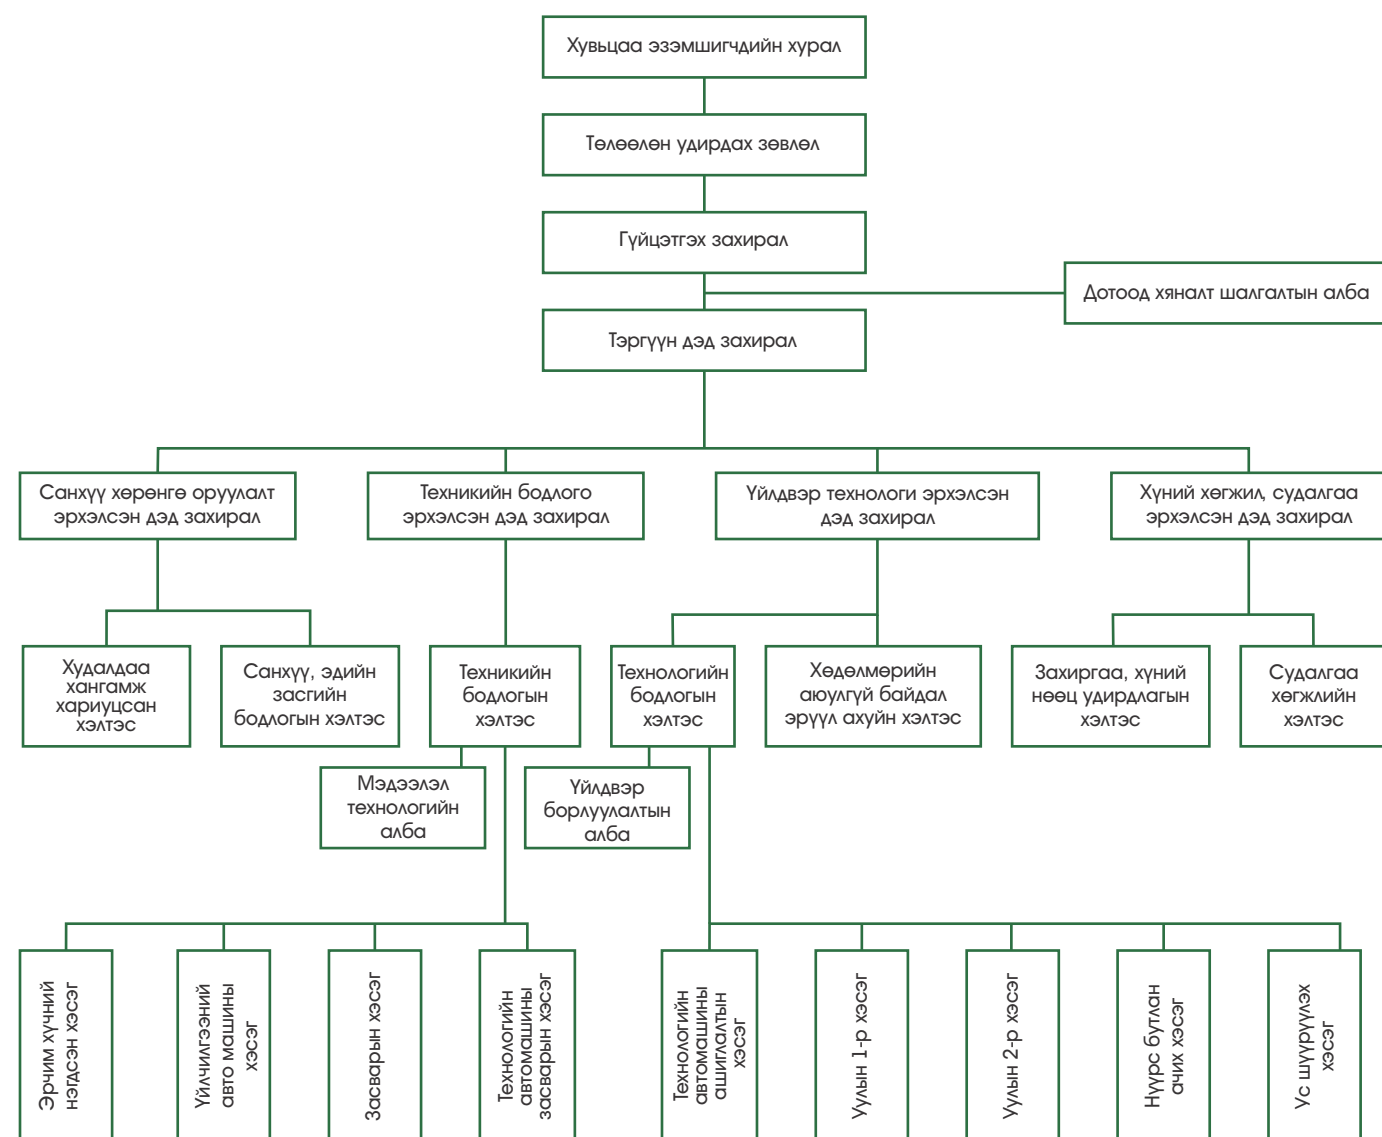 Хувьцаа эзэмшигчдийн хурал
Төлөөлөн удирдах зөвлөл
Гүйцэтгэх захирал
Дотоод хяналт шалгалтын алба
Тэргүүн дэд захирал
Санхүү хөрөнгө оруулалт
эрхэлсэн дэд захирал
Техникийн бодлого
эрхэлсэн дэд захирал
Үйлдвэр технологи эрхэлсэн
дэд захирал
Хүний хөгжил, судалгаа
эрхэлсэн дэд захирал
Худалдаа
хангамж
хариуцсан
хэлтэс
Санхүү, эдийн
засгийн
бодлогын хэлтэс
Техникийн
бодлогын
хэлтэс
Технологийн
бодлогын
хэлтэс
Хөдөлмөрийн
аюулгүй байдал
эрүүл ахуйн хэлтэс
Захиргаа, хүний
нөөц удирдлагын
хэлтэс
Судалгаа
хөгжлийн
хэлтэс
Мэдээлэл
технологийн
алба
Үйлдвэр
борлуулалтын
алба
Эрчим хүчний
нэгдсэн хэсэг
Үйлчилгээний
авто машины
хэсэг
Засварын хэсэг
Технологийн
автомашины
засварын хэсэг
Технологийн
автомашины
ашиглалтын
хэсэг
Уулын 1-р хэсэг
Уулын 2-р хэсэг
Нүүрс бутлан
ачих хэсэг
Ус шүүрүүлэх
хэсэг